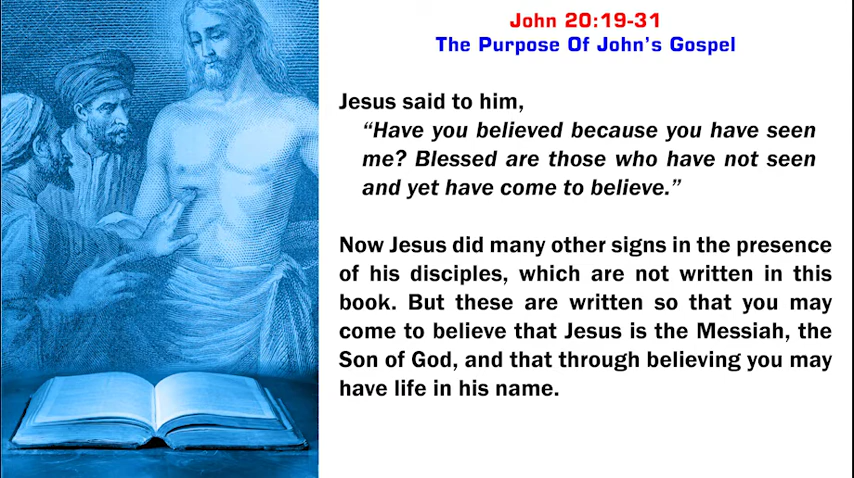 John 20:19-31
The Purpose Of John's Gospel
Jesus said to him,
“Have you believed because you have seen
me? Blessed are those who have not seen
and yet have come to believe.”
Now Jesus did many other signs in the presence
of his disciples, which are not written in this
book. But these are written so that you may
come to believe that Jesus is the Messiah, the
Son of God, and that through believing you may
have life in his name.